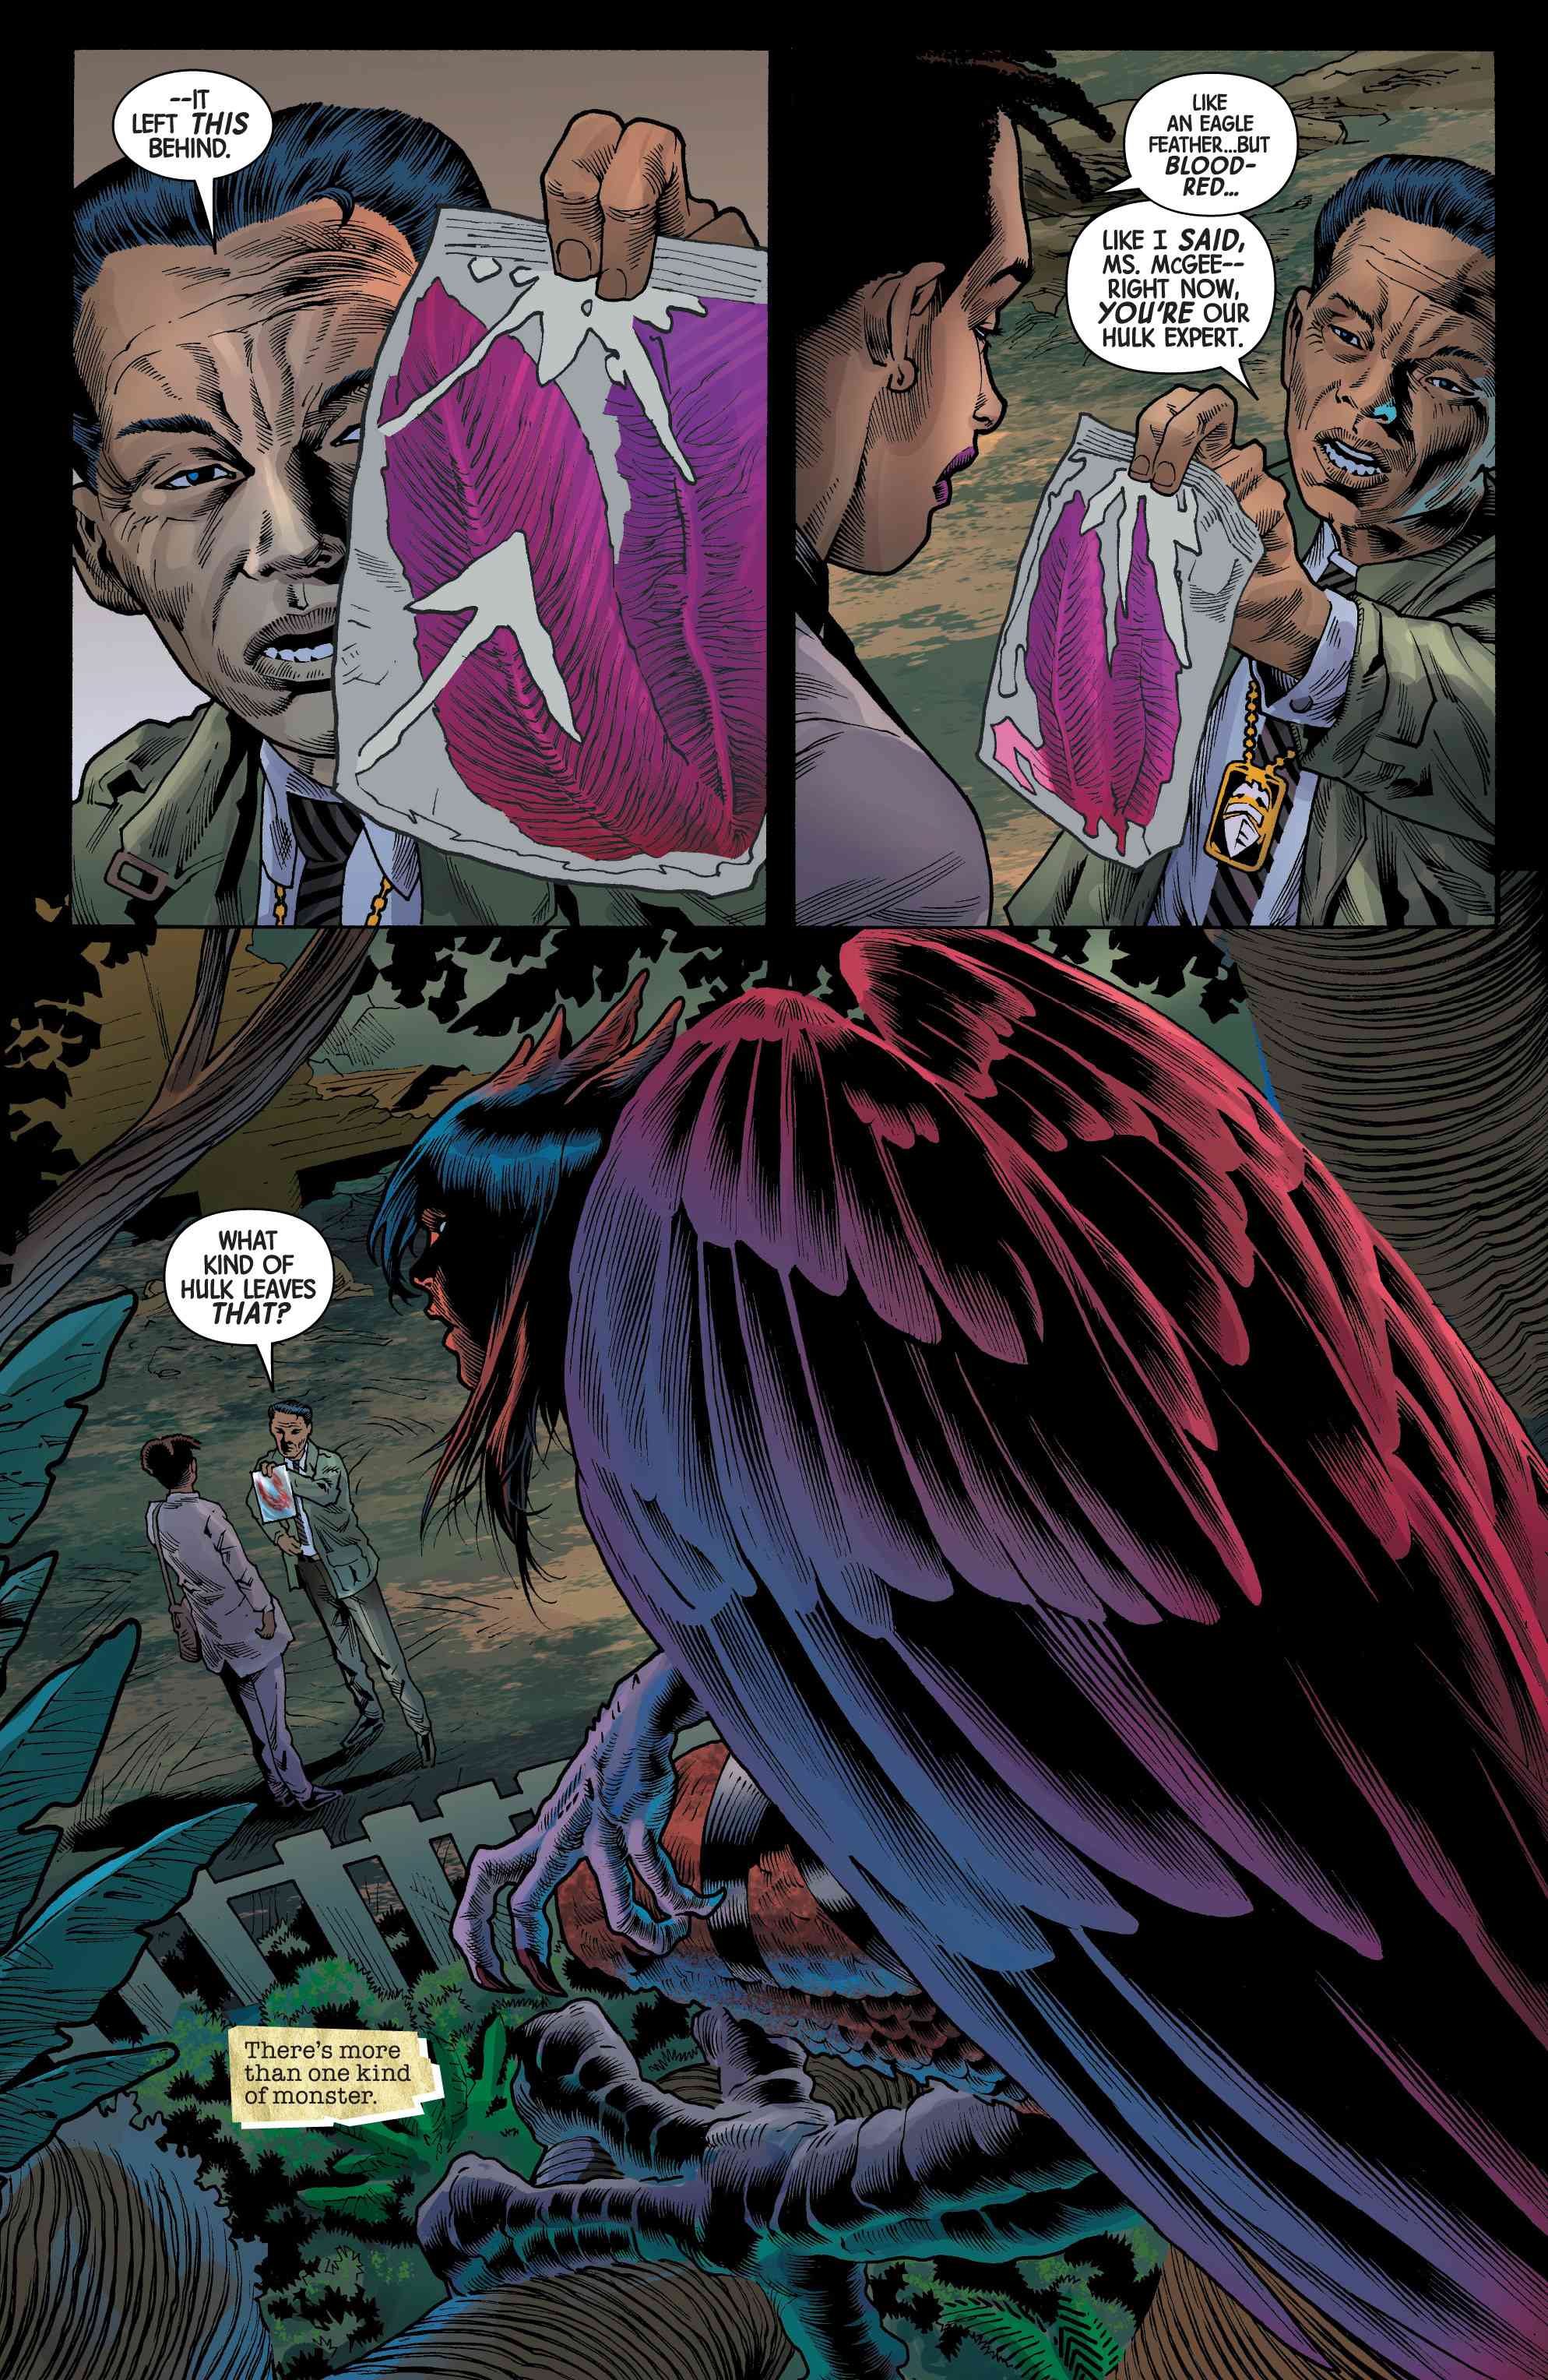 --IT
LEFT THIS
BEHIND.
LIKE
AN EAGLE
FEATHER...BUT
BLOOD-
RED...
LIKE I SAID,
MS. McGEE--
RIGHT NOW,
YOU'RE OUR
HULK EXPERT.
WHAT
KIND OF
HULK LEAVES
THAT?
There's more
than one kind
of monster.